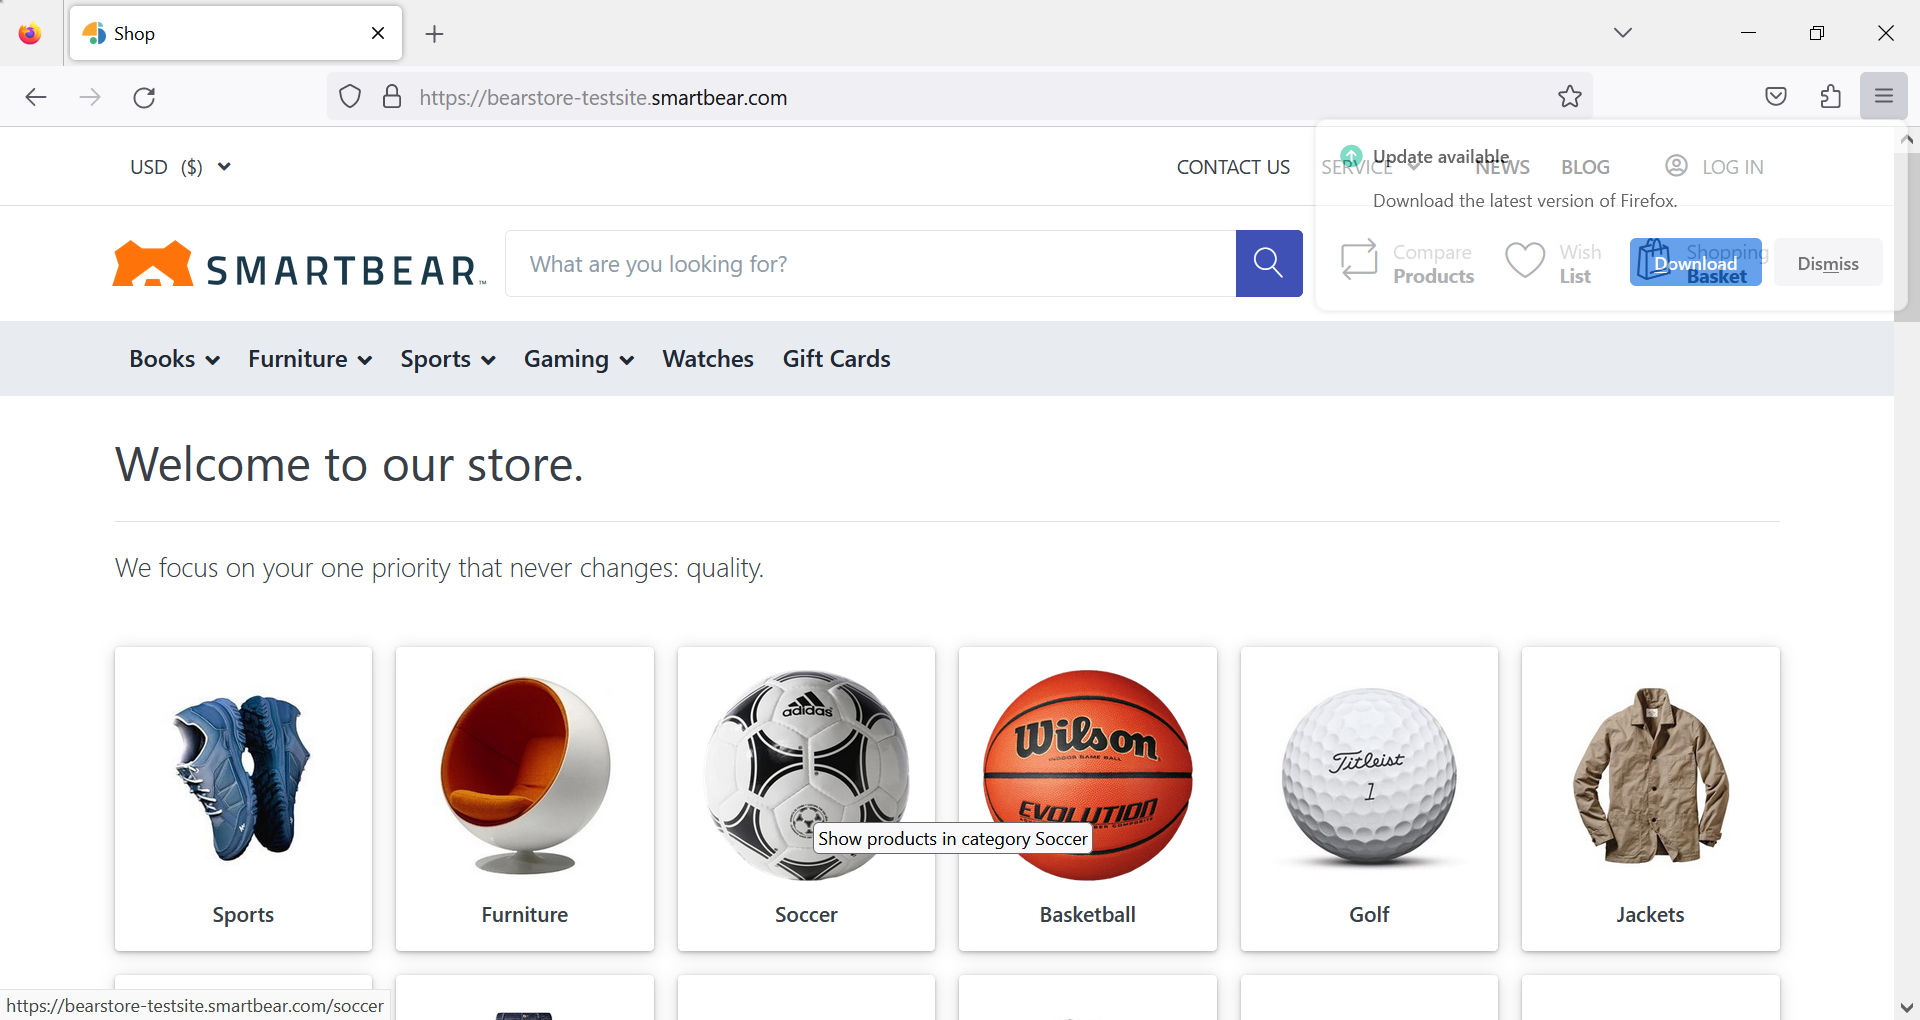 Shop
https://bearstore-testsite.smartbear.com
USD ($)
CONTACT US
SERVICE
NEWS
BLOG
LOG IN
Update available
Download the latest version of Firefox.
Download
Dismiss
SMARTBEAR™
What are you looking for?
Compare
Products
Wish
List
Shopping
Basket
Books
Furniture
Sports
Gaming
Watches
Gift Cards
Welcome to our store.
We focus on your one priority that never changes: quality.
adidas
Wilson
INDOOR GAME BALL
EVOLUTION
Titleist
1
Show products in category Soccer
Sports
Furniture
Soccer
Basketball
Golf
Jackets
https://bearstore-testsite.smartbear.com/soccer